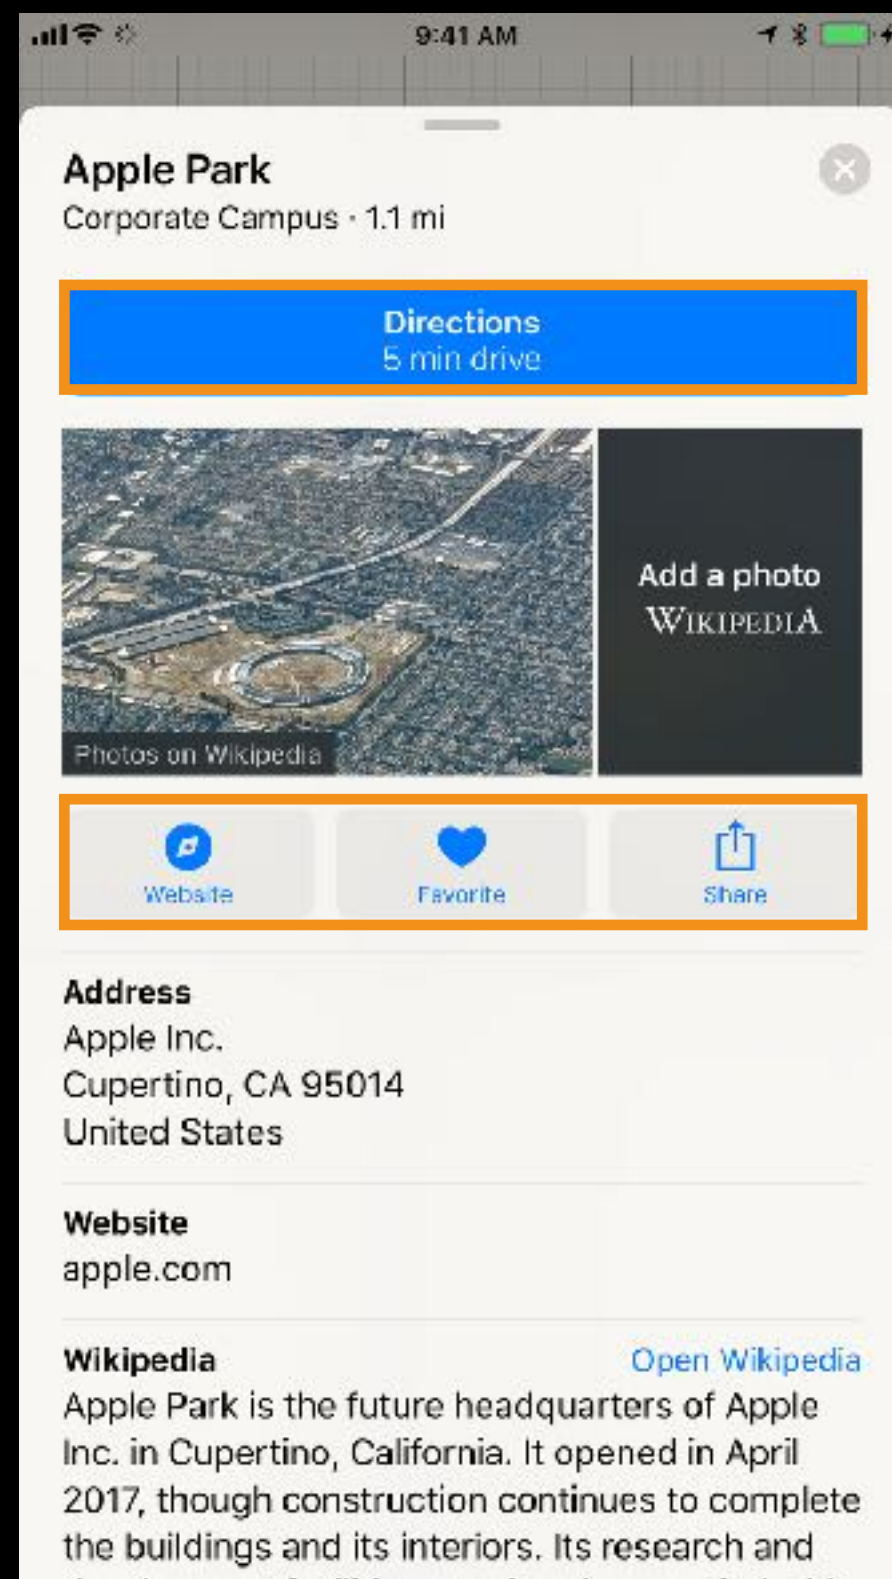 9:41 AM
Apple Park
Corporate Campus · 1.1 mi
Directions
5 min drive
Photos on Wikipedia
Add a photo
WIKIPEDIA
Website
Favorite
Share
Address
Apple Inc.
Cupertino, CA 95014
United States
Website
apple.com
Wikipedia
Open Wikipedia
Apple Park is the future headquarters of Apple
Inc. in Cupertino, California. It opened in April
2017, though construction continues to complete
the buildings and its interiors. Its research and